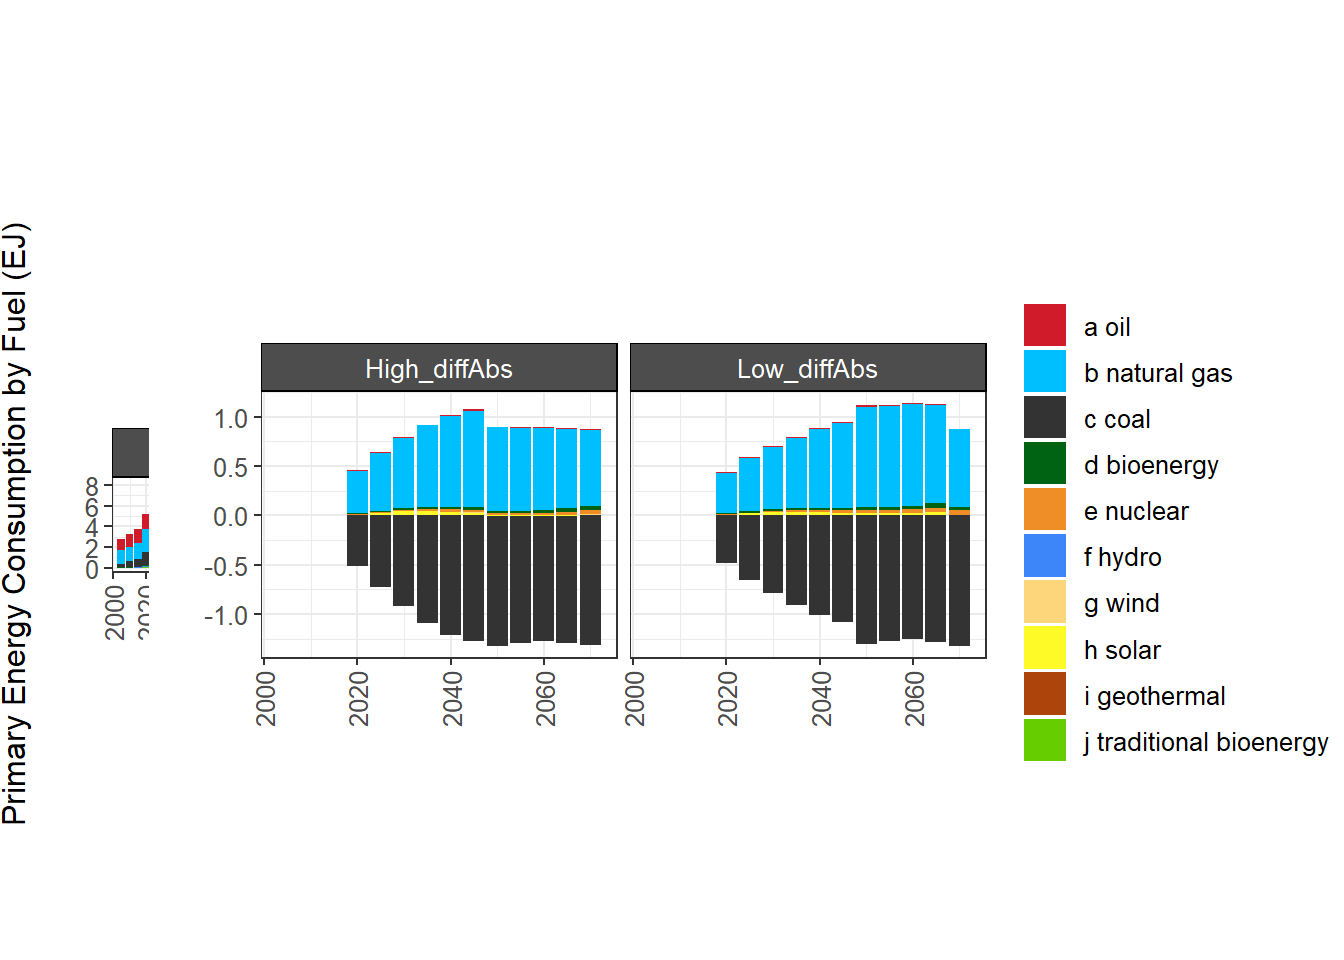 Primary Energy Consumption by Fuel (EJ)
8
6
4
2
0
2000
2020
High_diffAbs
Low_diffAbs
1.0
0.5
0.0
-0.5
-1.0
2000
2020
2040
2060
2000
2020
2040
2060
a oil
b natural gas
c coal
d bioenergy
e nuclear
f hydro
g wind
h solar
i geothermal
j traditional bioenergy